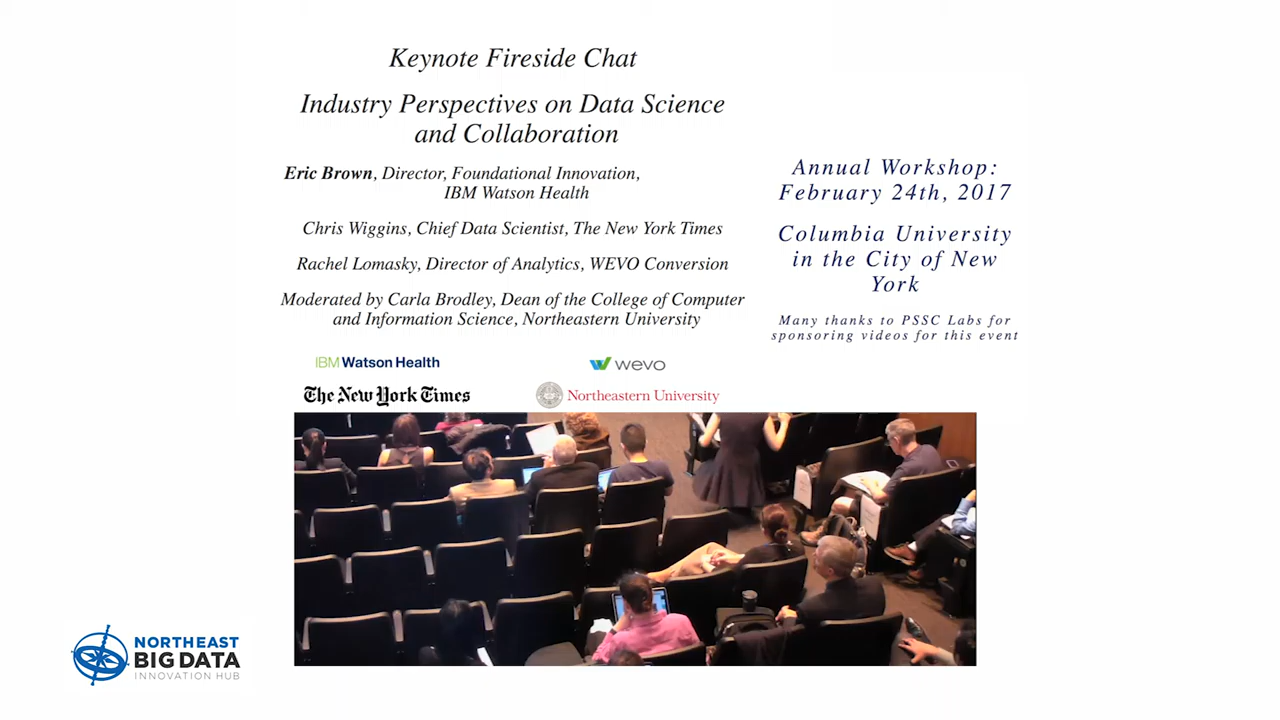 Keynote Fireside Chat
Industry Perspectives on Data Science
and Collaboration
Eric Brown, Director, Foundational Innovation,
IBM Watson Health
Chris Wiggins, Chief Data Scientist, The New York Times
Rachel Lomasky, Director of Analytics, WEVO Conversion
Moderated by Carla Brodley, Dean of the College of Computer
and Information Science, Northeastern University
IBM Watson Health
wevo
The New York Times
Northeastern University
Annual Workshop:
February 24th, 2017
Columbia University
in the City of New
York
Many thanks to PSSC Labs for
sponsoring videos for this event
NORTHEAST
BIG DATA
INNOVATION HUB